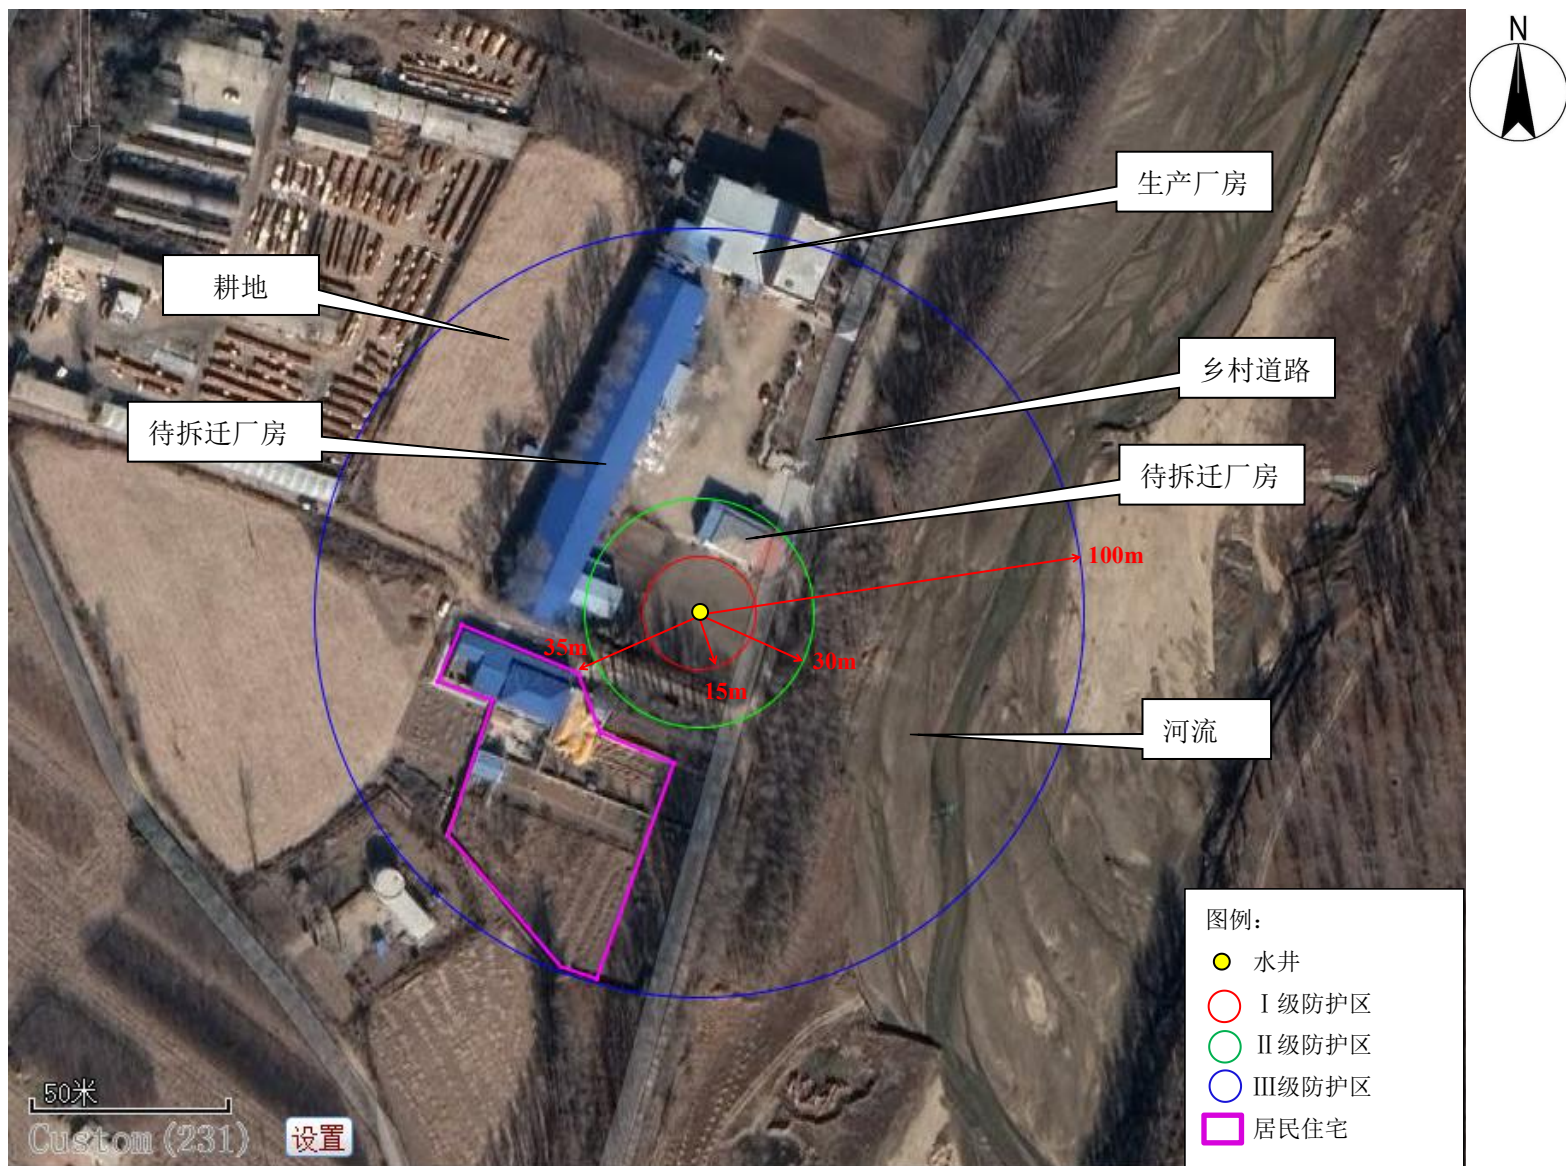 N
生产厂房
耕地
乡村道路
待拆迁厂房
待拆迁厂房
100m
35m
30m
15m
河流
图例：
水井
Ⅰ级防护区
Ⅱ级防护区
Ⅲ级防护区
居民住宅
50米
Custom (231)
设置